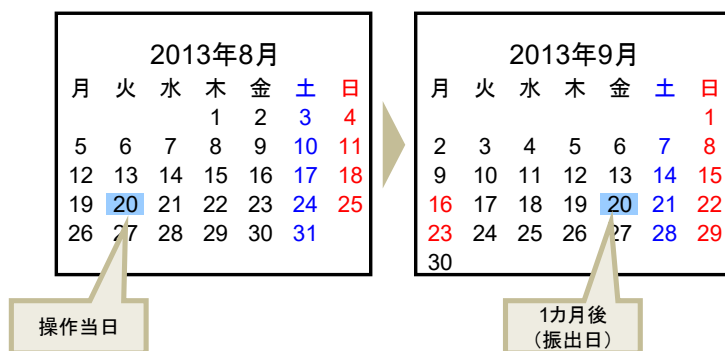 2013年8月
月 火 水 木 金 土 日
1 2 3 4
5 6 7 8 9 10 11
12 13 14 15 16 17 18
19 20 21 22 23 24 25
26 27 28 29 30 31
操作当日
2013年9月
月 火 水 木 金 土 日
1
2 3 4 5 6 7 8
9 10 11 12 13 14 15
16 17 18 19 20 21 22
23 24 25 26 27 28 29
30
1カ月後
（振出日）